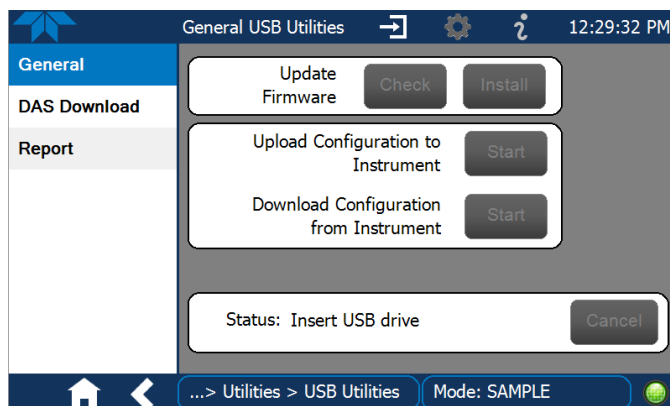 General USB Utilities
12:29:32 PM
General
DAS Download
Report
Update
Firmware
Check
Install
Upload Configuration to
Instrument
Start
Download Configuration
from Instrument
Start
Status: Insert USB drive
Cancel
...> Utilities > USB Utilities
Mode: SAMPLE